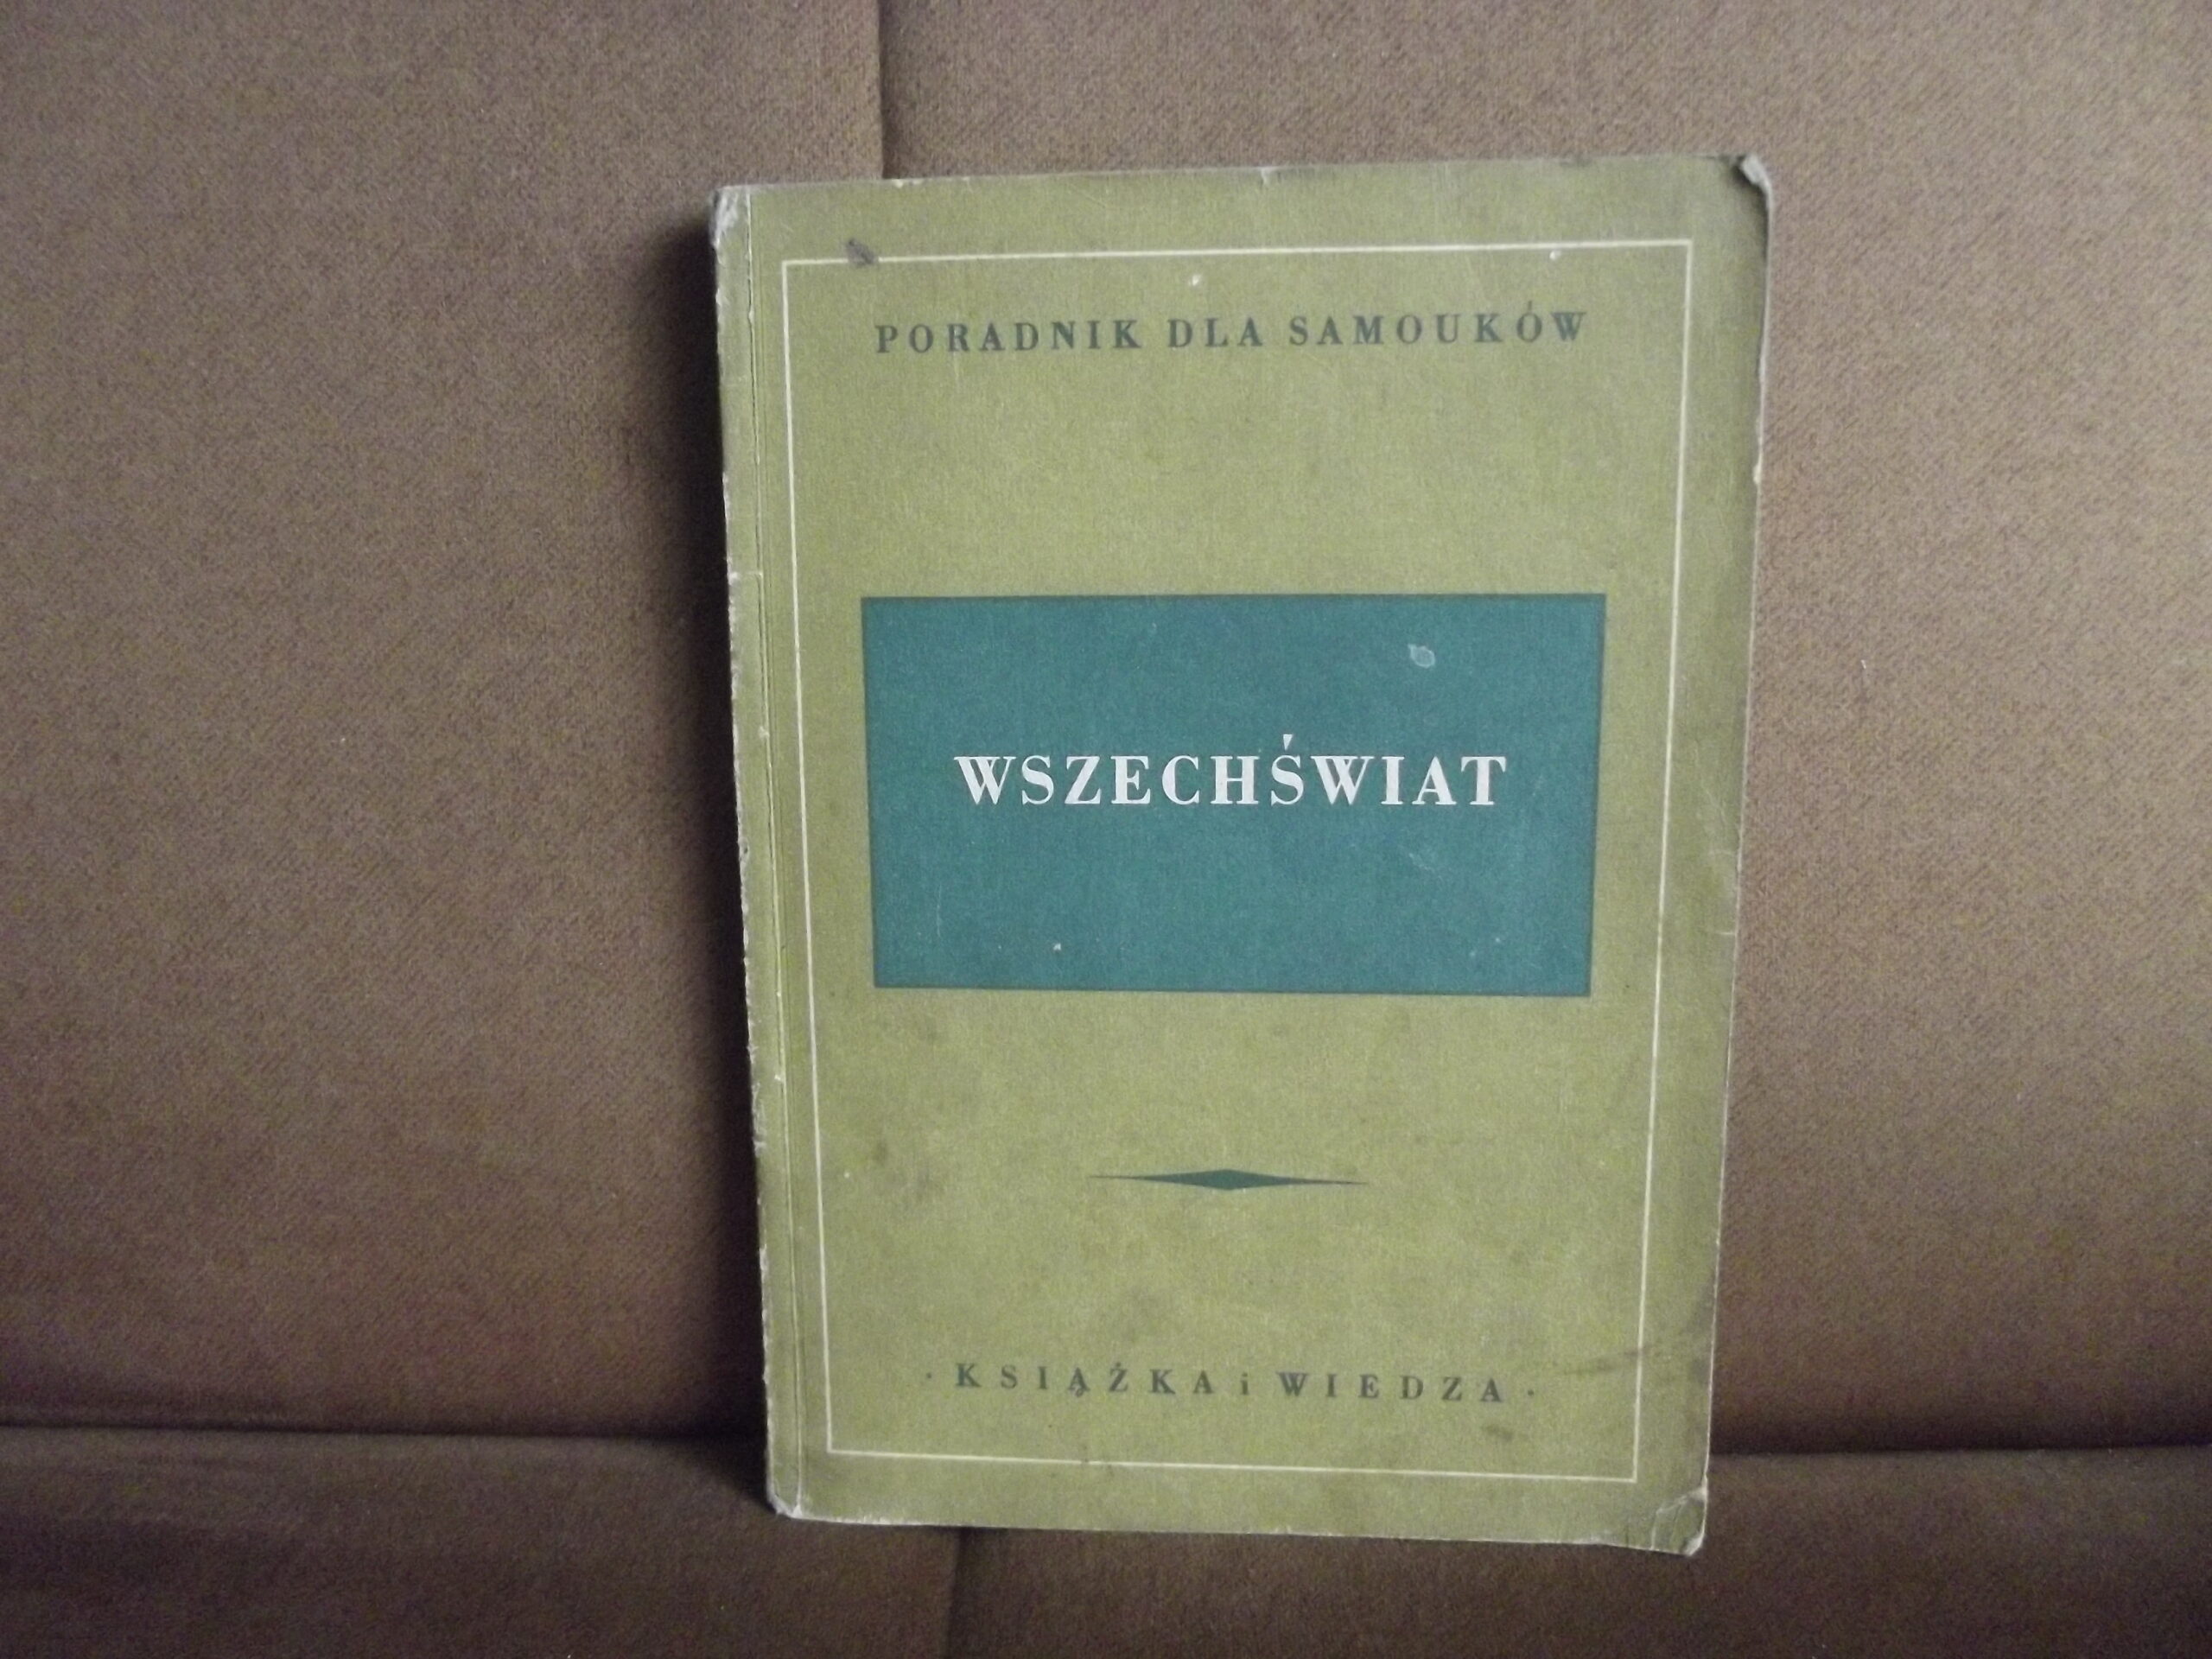 PORADNIK DLA SAMOUKÓW
WSZECHŚWIAT
· KSIĄŻKA i WIEDZA ·